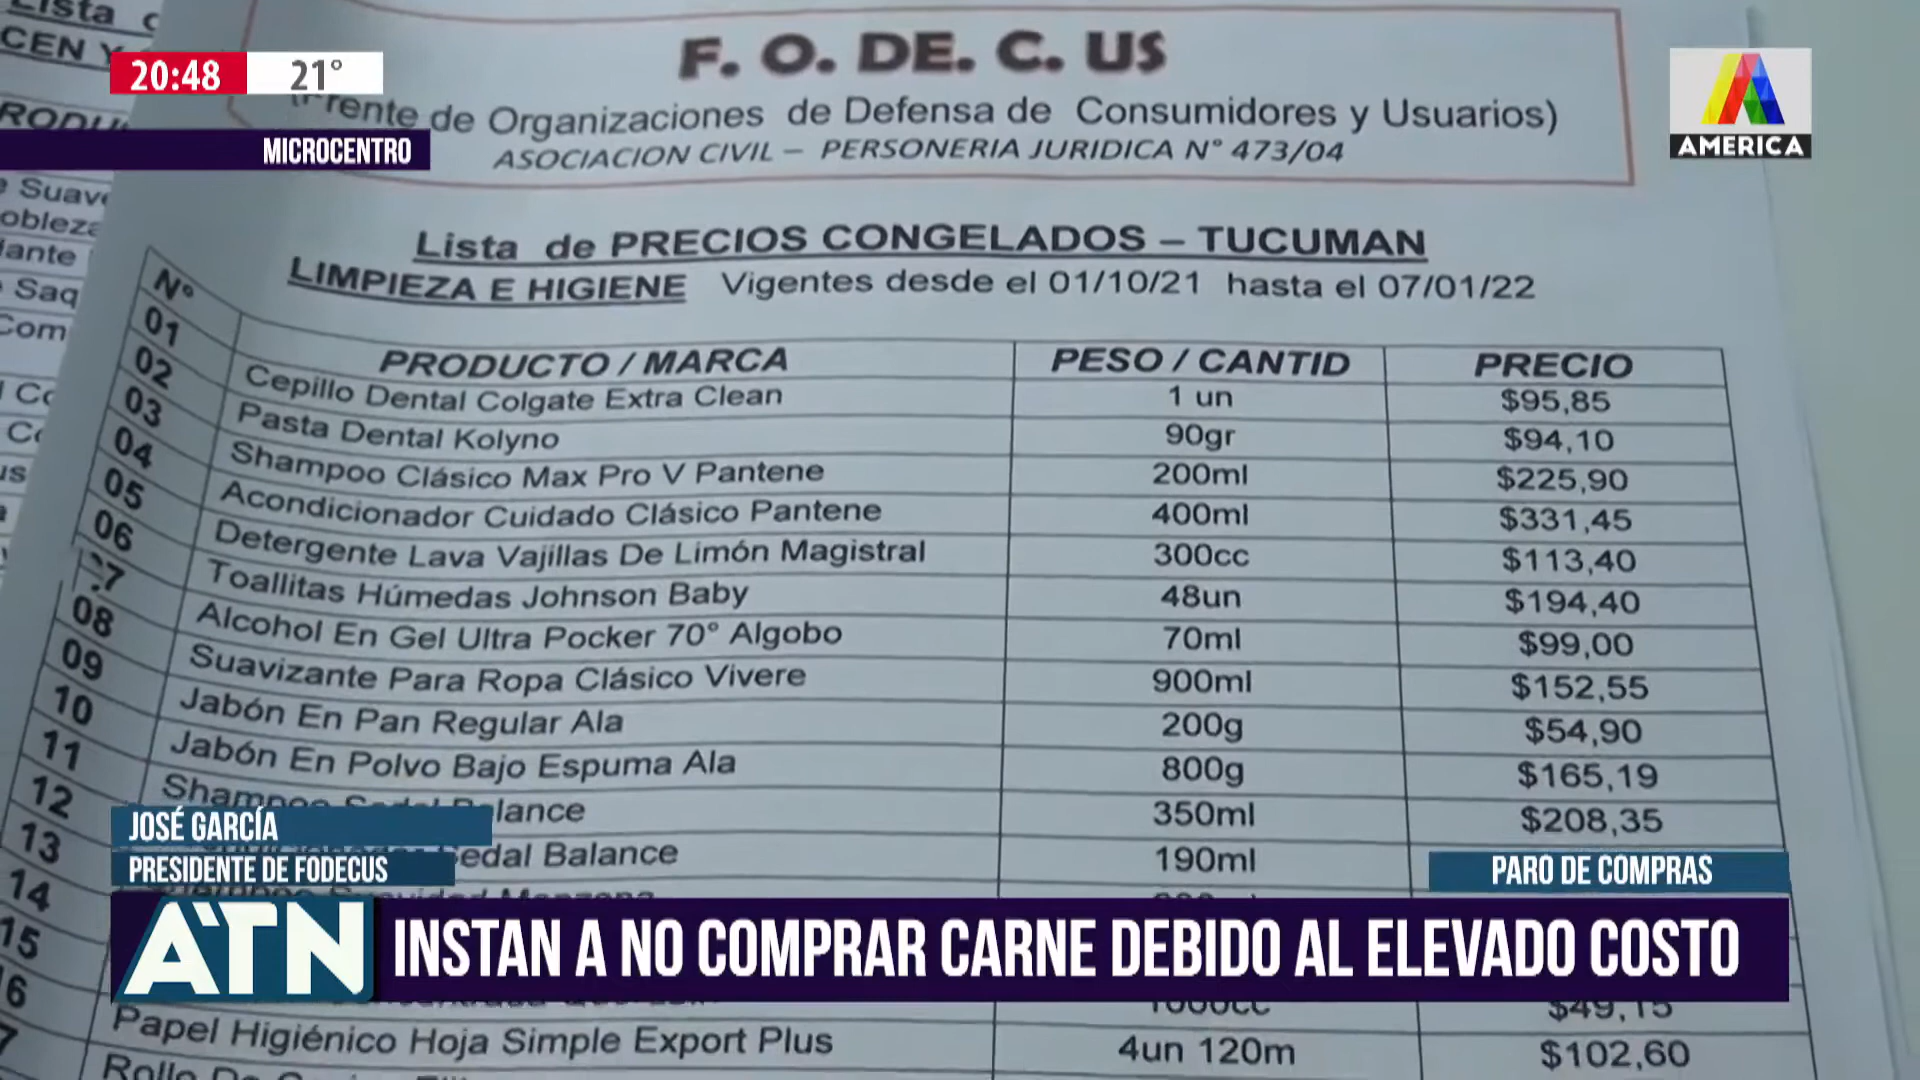 Lista
CEN Y
20:48 21°
AMERICA
MICROCENTRO
F. O. DE. C. US
(Frente de Organizaciones de Defensa de Consumidores y Usuarios)
ASOCIACION CIVIL – PERSONERIA JURIDICA N° 473/04
Lista de PRECIOS CONGELADOS – TUCUMAN
LIMPIEZA E HIGIENE Vigentes desde el 01/10/21 hasta el 07/01/22
N° PRODUCTO / MARCA PESO / CANTID PRECIO
01 Cepillo Dental Colgate Extra Clean 1 un $95,85
02 Pasta Dental Kolyno 90gr $94,10
03 Shampoo Clásico Max Pro V Pantene 200ml $225,90
04 Acondicionador Cuidado Clásico Pantene 400ml $331,45
05 Detergente Lava Vajillas De Limón Magistral 300cc $113,40
06 Toallitas Húmedas Johnson Baby 48un $194,40
07 Alcohol En Gel Ultra Pocker 70° Algobo 70ml $99,00
08 Suavizante Para Ropa Clásico Vivere 900ml $152,55
09 Jabón En Pan Regular Ala 200g $54,90
10 Jabón En Polvo Bajo Espuma Ala 800g $165,19
11 Shampoo Sedal Balance 350ml $208,35
12 Sedal Balance 190ml
13
14
15
16 Papel Higiénico Hoja Simple Export Plus 4un 120m $102,60
JOSÉ GARCÍA
PRESIDENTE DE FODECUS
PARO DE COMPRAS
ATN
INSTAN A NO COMPRAR CARNE DEBIDO AL ELEVADO COSTO
1000cc $49,15